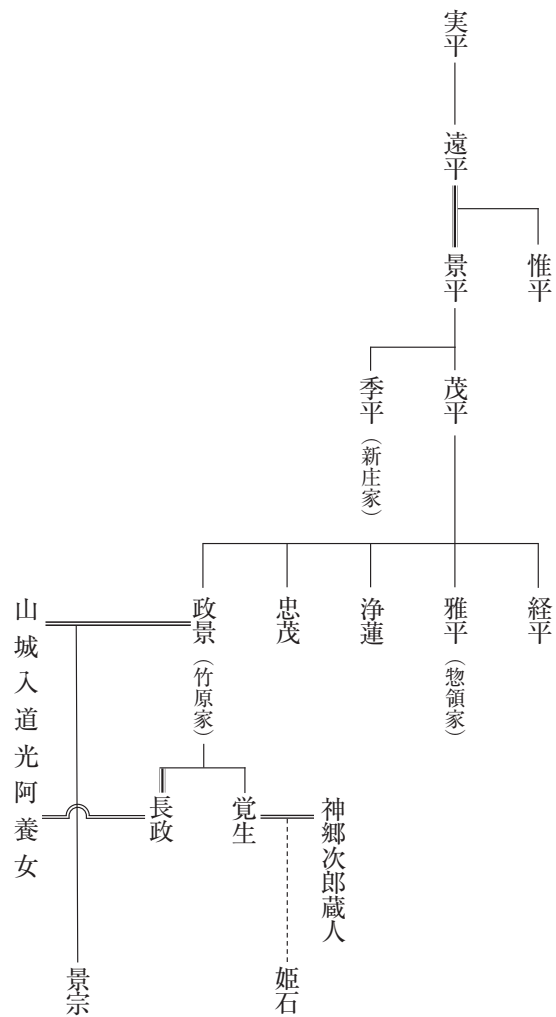 実平
遠平
惟平
景平
茂平
季平（新庄家）
経平
雅平（惣領家）
浄蓮
忠茂
政景（竹原家）
山城入道光阿養女
神郷次郎蔵人
覚生
長政
姫石
景宗